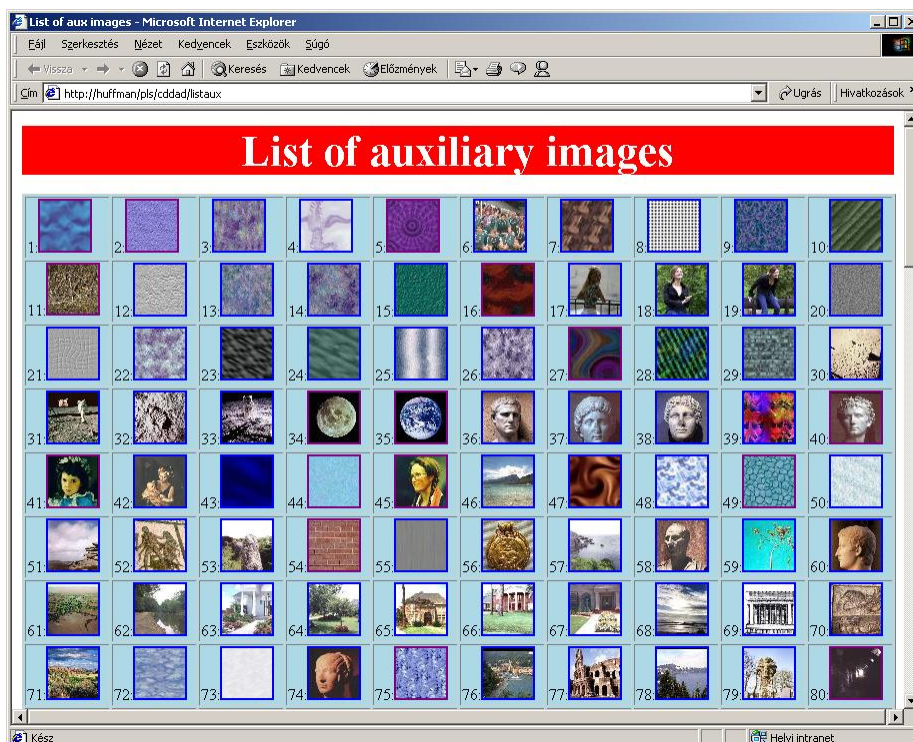 List of aux images - Microsoft Internet Explorer
Fájl Szerkesztés Nézet Kedvencek Eszközök Súgó
Vissza Keresés Kedvencek Előzmények
Cím http://huffman/pls/cddad/listaux Ugrás Hivatkozások
List of auxiliary images
1: 2: 3: 4: 5: 6: 7: 8: 9: 10:
11: 12: 13: 14: 15: 16: 17: 18: 19: 20:
21: 22: 23: 24: 25: 26: 27: 28: 29: 30:
31: 32: 33: 34: 35: 36: 37: 38: 39: 40:
41: 42: 43: 44: 45: 46: 47: 48: 49: 50:
51: 52: 53: 54: 55: 56: 57: 58: 59: 60:
61: 62: 63: 64: 65: 66: 67: 68: 69: 70:
71: 72: 73: 74: 75: 76: 77: 78: 79: 80:
Kész Helyi intranet